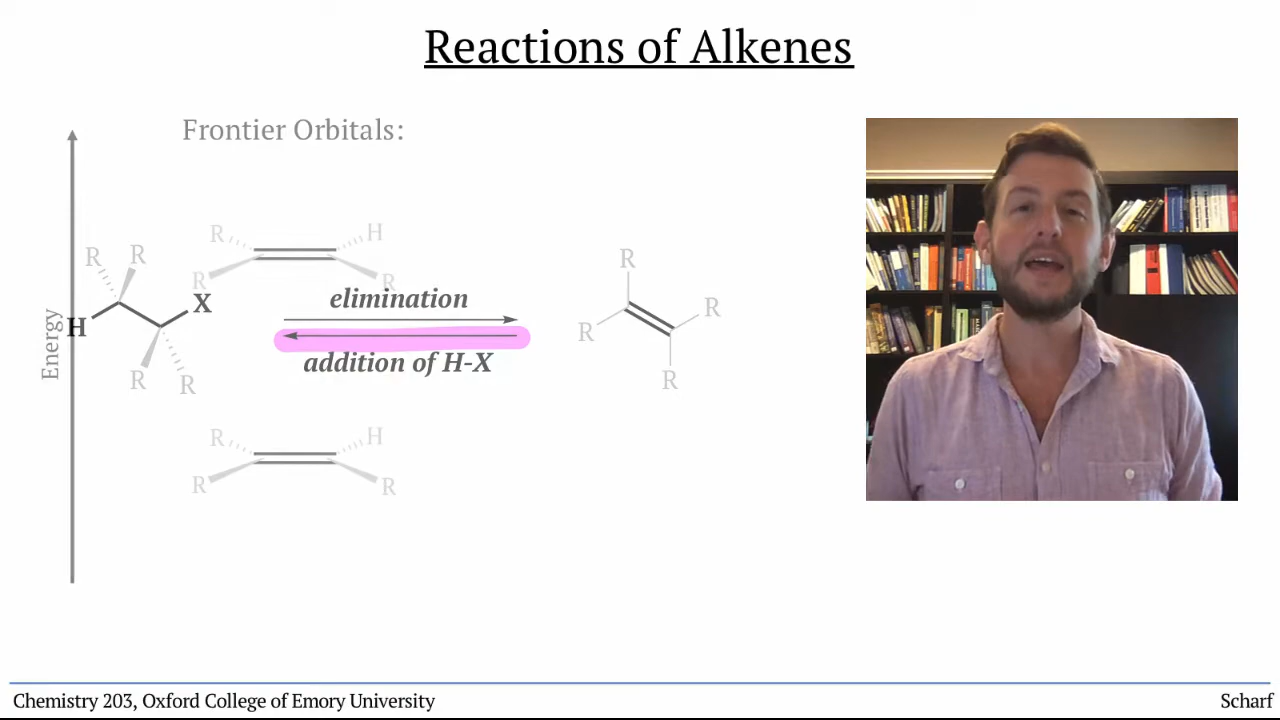 Reactions of Alkenes
Frontier Orbitals:
Energy
R
H
R
R
R
R
H
X
R
R
elimination
addition of H-X
R
R
R
R
R
H
R
R
Chemistry 203, Oxford College of Emory University
Scharf